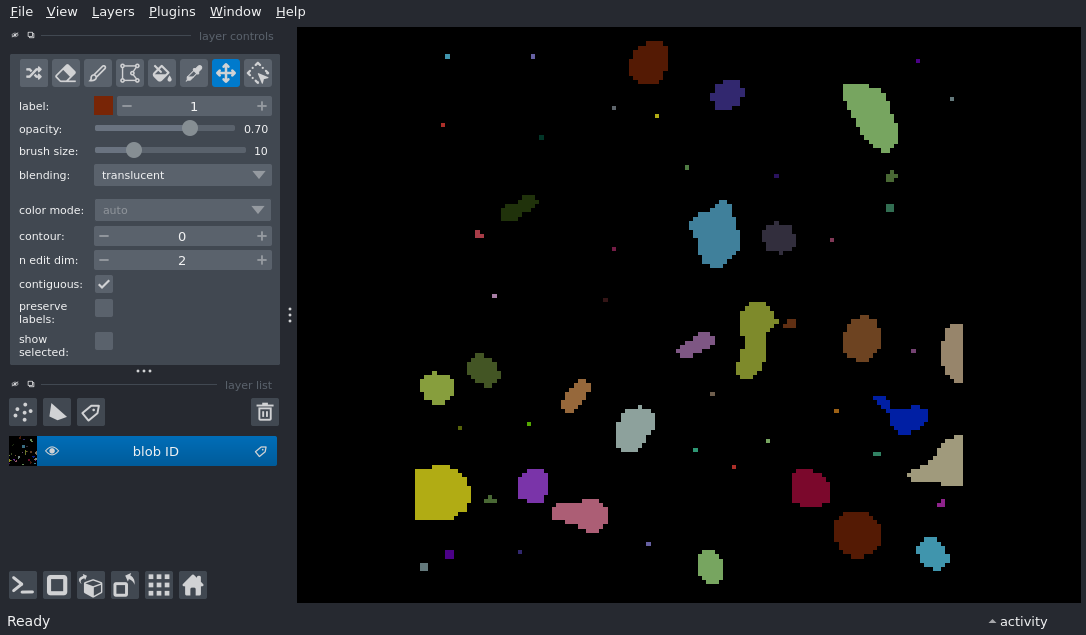 File View Layers Plugins Window Help
layer controls
label: 1
opacity: 0.70
brush size: 10
blending: translucent
color mode: auto
contour: 0
n edit dim: 2
contiguous:
preserve
labels:
show
selected:
layer list
blob ID
Ready
activity